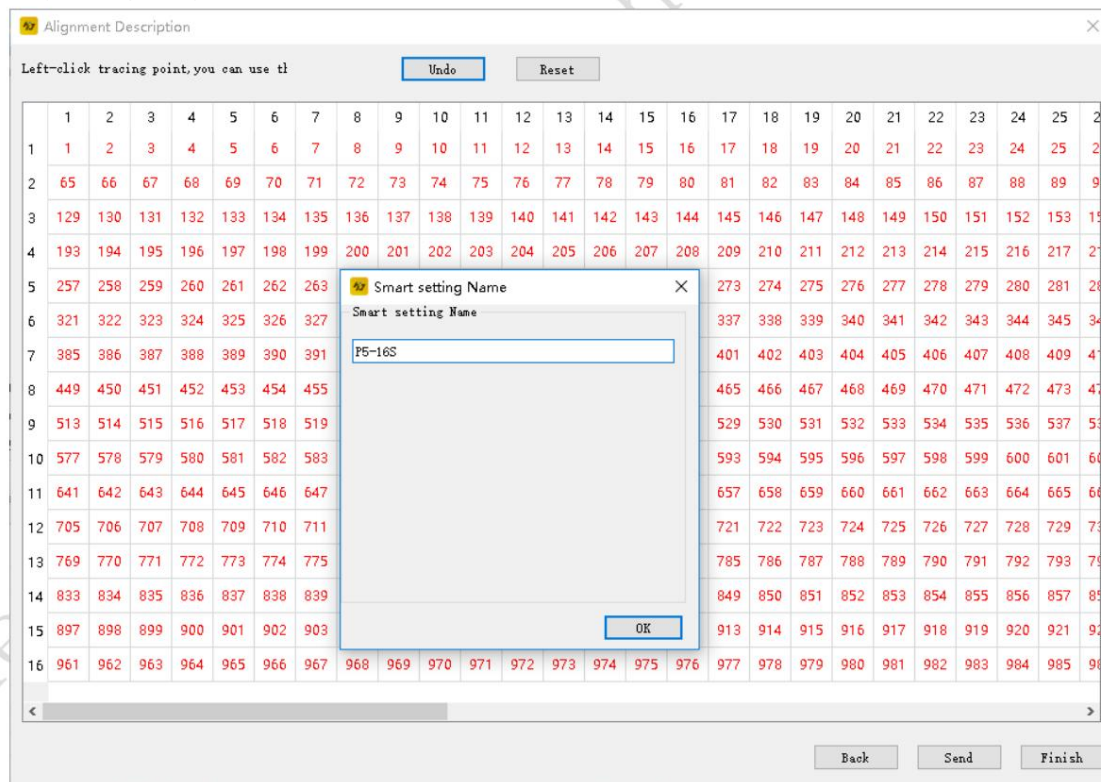 Alignment Description
Left-click tracing point, you can use th
Undo Reset
1 2 3 4 5 6 7 8 9 10 11 12 13 14 15 16 17 18 19 20 21 22 23 24 25
1 1 2 3 4 5 6 7 8 9 10 11 12 13 14 15 16 17 18 19 20 21 22 23 24 25
2 65 66 67 68 69 70 71 72 73 74 75 76 77 78 79 80 81 82 83 84 85 86 87 88 89
3 129 130 131 132 133 134 135 136 137 138 139 140 141 142 143 144 145 146 147 148 149 150 151 152 153
4 193 194 195 196 197 198 199 200 201 202 203 204 205 206 207 208 209 210 211 212 213 214 215 216 217
5 257 258 259 260 261 262 263 273 274 275 276 277 278 279 280 281
6 321 322 323 324 325 326 327 337 338 339 340 341 342 343 344 345
7 385 386 387 388 389 390 391 401 402 403 404 405 406 407 408 409
8 449 450 451 452 453 454 455 465 466 467 468 469 470 471 472 473
9 513 514 515 516 517 518 519 529 530 531 532 533 534 535 536 537
10 577 578 579 580 581 582 583 593 594 595 596 597 598 599 600 601
11 641 642 643 644 645 646 647 657 658 659 660 661 662 663 664 665
12 705 706 707 708 709 710 711 721 722 723 724 725 726 727 728 729
13 769 770 771 772 773 774 775 785 786 787 788 789 790 791 792 793
14 833 834 835 836 837 838 839 849 850 851 852 853 854 855 856 857
15 897 898 899 900 901 902 903 913 914 915 916 917 918 919 920 921
16 961 962 963 964 965 966 967 968 969 970 971 972 973 974 975 976 977 978 979 980 981 982 983 984 985
Smart setting Name
Smart setting Name
P5-16S
OK
Back Send Finish